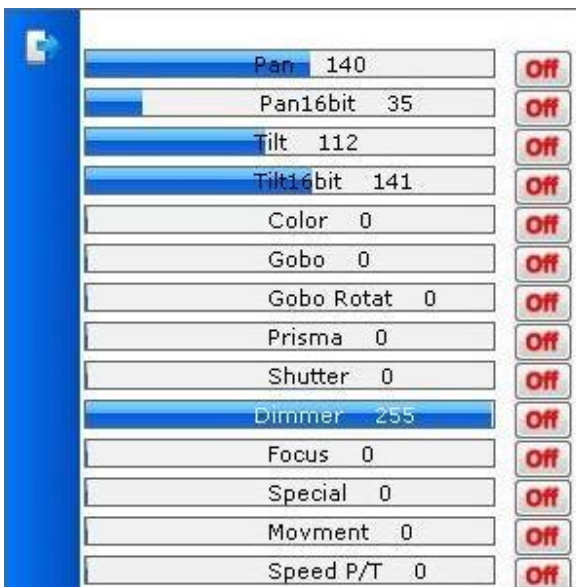 Pan 140 Off
Pan16bit 35 Off
Tilt 112 Off
Tilt16bit 141 Off
Color 0 Off
Gobo 0 Off
Gobo Rotat 0 Off
Prisma 0 Off
Shutter 0 Off
Dimmer 255 Off
Focus 0 Off
Special 0 Off
Movment 0 Off
Speed P/T 0 Off